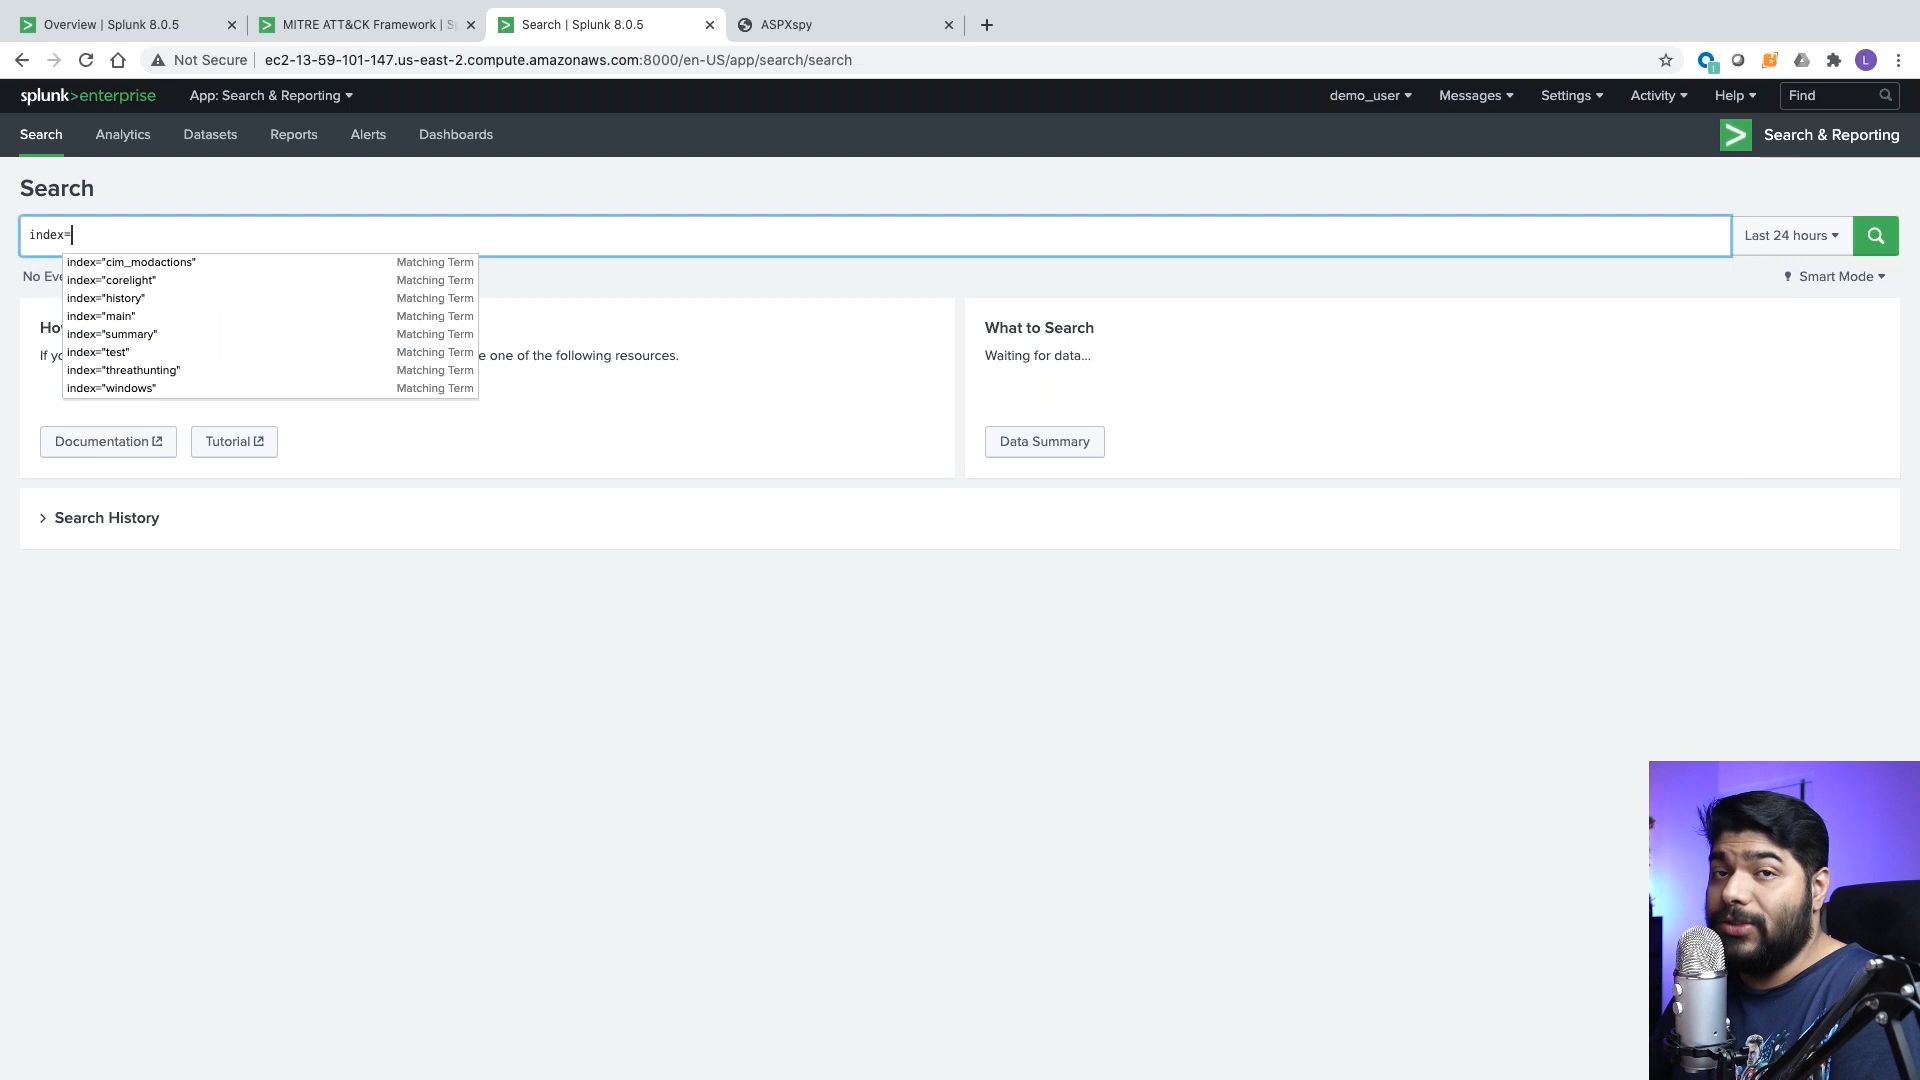 Overview | Splunk 8.0.5
MITRE ATT&CK Framework | S
Search | Splunk 8.0.5
ASPXspy
Not Secure
ec2-13-59-101-147.us-east-2.compute.amazonaws.com:8000/en-US/app/search/search
L
splunk>enterprise
App: Search & Reporting
demo_user
Messages
Settings
Activity
Help
Find
Search
Analytics
Datasets
Reports
Alerts
Dashboards
Search & Reporting
Search
index=
Last 24 hours
index="cim_modactions" Matching Term
index="corelight" Matching Term
index="history" Matching Term
index="main" Matching Term
index="summary" Matching Term
index="test" Matching Term
index="threathunting" Matching Term
index="windows" Matching Term
No Eve
Smart Mode
Ho
If yo
e one of the following resources.
Documentation
Tutorial
What to Search
Waiting for data...
Data Summary
Search History